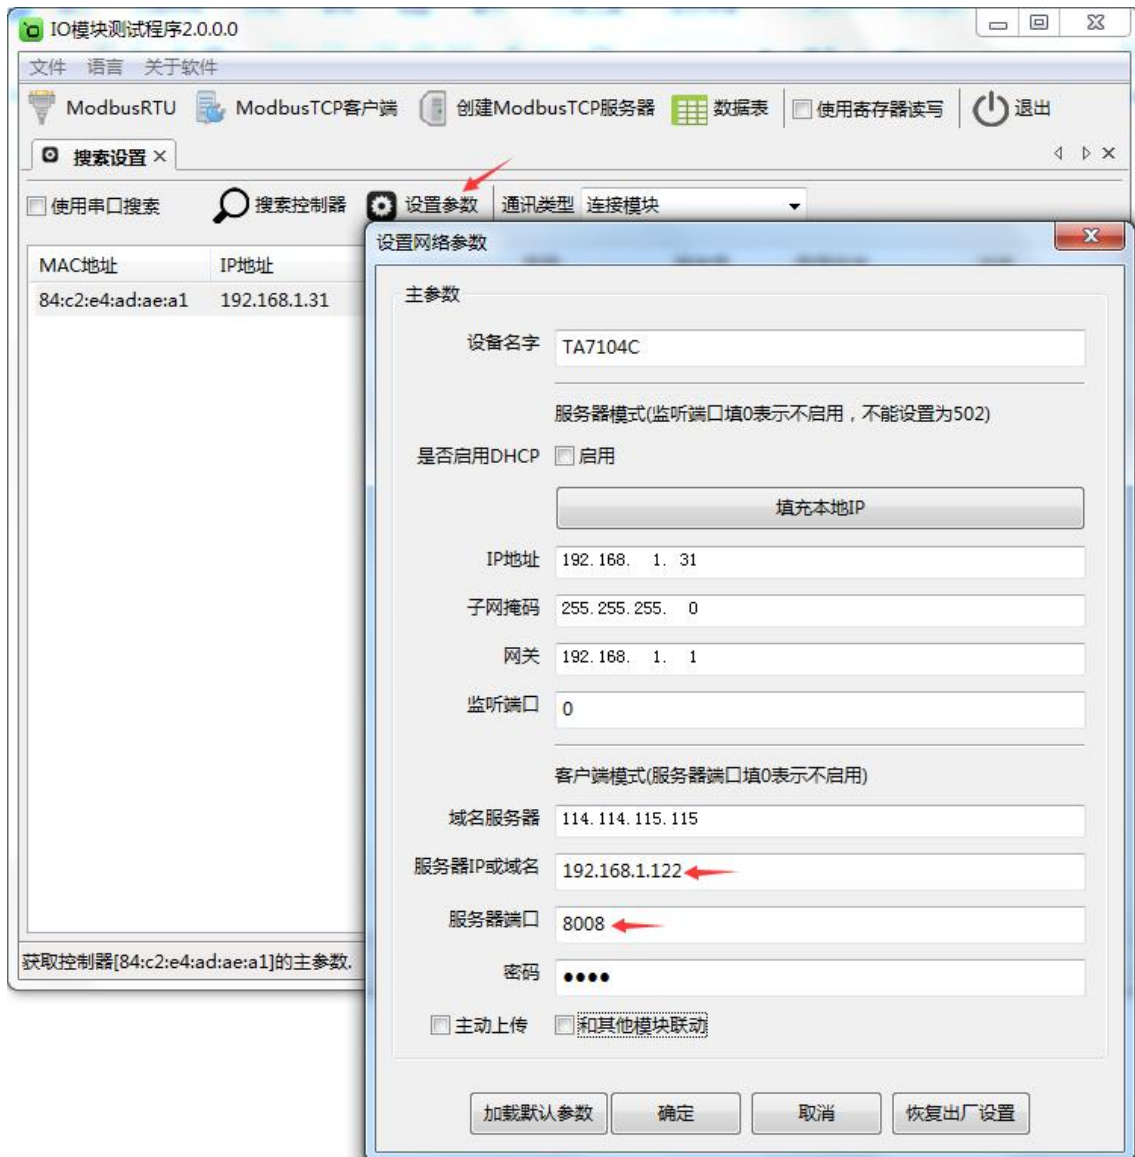 IO模块测试程序2.0.0.0
文件 语言 关于软件
ModbusRTU ModbusTCP客户端 创建ModbusTCP服务器 数据表 使用寄存器读写 退出
搜索设置
使用串口搜索 搜索控制器 设置参数 通讯类型 连接模块
MAC地址 IP地址
84:c2:e4:ad:ae:a1 192.168.1.31
获取控制器[84:c2:e4:ad:ae:a1]的主参数.
设置网络参数
主参数
设备名字 TA7104C
服务器模式(监听端口填0表示不启用，不能设置为502)
是否启用DHCP 启用
填充本地IP
IP地址 192.168. 1. 31
子网掩码 255.255.255. 0
网关 192.168. 1. 1
监听端口 0
客户端模式(服务器端口填0表示不启用)
域名服务器 114.114.115.115
服务器IP或域名 192.168.1.122
服务器端口 8008
密码 ●●●●
主动上传 和其他模块联动
加载默认参数 确定 取消 恢复出厂设置